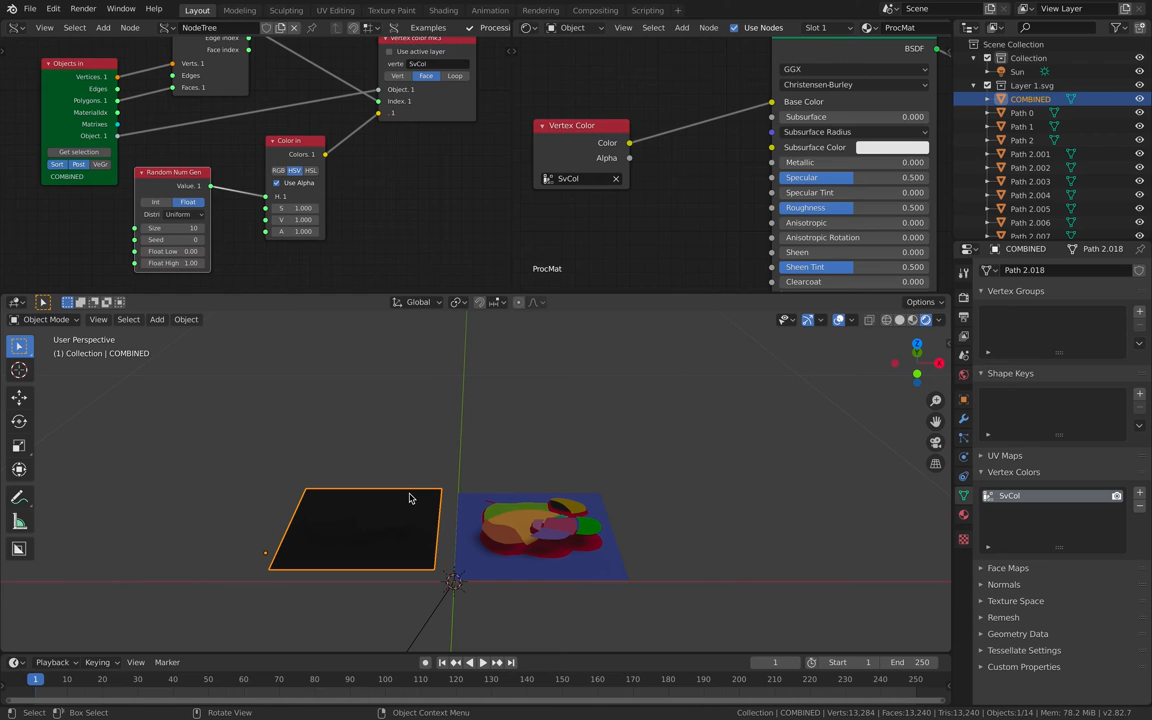 File Edit Render Window Help Layout Modeling Sculpting UV Editing Texture Paint Shading Animation Rendering Compositing Scripting Scene View Layer
View Select Add Node NodeTree Examples Processi Object View Select Add Node Use Nodes Slot 1 ProcMat
Edge Index
Face index
Verts. 1
Edges
Faces. 1
Objects in
Vertices. 1
Edges
Polygons. 1
MaterialIdx
Matrixes
Object. 1
Get selection
Sort Post VeGr
COMBINED
Vertex color mk3
Use active layer
verte SvCol
Vert Face Loop
Object. 1
Index. 1
. 1
Color in
Colors. 1
RGB HSV HSL
Use Alpha
H. 1
S 1.000
V 1.000
A 1.000
Random Num Gen
Value. 1
Int Float
Distri Uniform
Size 10
Seed 0
Float Low 0.00
Float High 1.00
Vertex Color
Color
Alpha
SvCol
ProcMat
BSDF
GGX
Christensen-Burley
Base Color
Subsurface 0.000
Subsurface Radius
Subsurface Color
Metallic 0.000
Specular 0.500
Specular Tint 0.000
Roughness 0.500
Anisotropic 0.000
Anisotropic Rotation 0.000
Sheen 0.000
Sheen Tint 0.500
Clearcoat 0.000
Scene Collection
Collection
Sun
Layer 1.svg
COMBINED
Path 0
Path 1
Path 2
Path 2.001
Path 2.002
Path 2.003
Path 2.004
Path 2.005
Path 2.006
Path 2.007
COMBINED Path 2.018
Path 2.018
Vertex Groups
Shape Keys
UV Maps
Vertex Colors
SvCol
Face Maps
Normals
Texture Space
Remesh
Geometry Data
Tessellate Settings
Custom Properties
Global Options
Object Mode View Select Add Object
User Perspective
(1) Collection | COMBINED
Z
Y
X
Playback Keying View Marker 1 Start 1 End 250
1 10 20 30 40 50 60 70 80 90 100 110 120 130 140 150 160 170 180 190 200 210 220 230 240 250
Select Box Select Rotate View Object Context Menu Collection | COMBINED | Verts:13,284 | Faces:13,240 | Tris:13,240 | Objects:1/14 | Mem: 78.2 MiB | v2.82.7